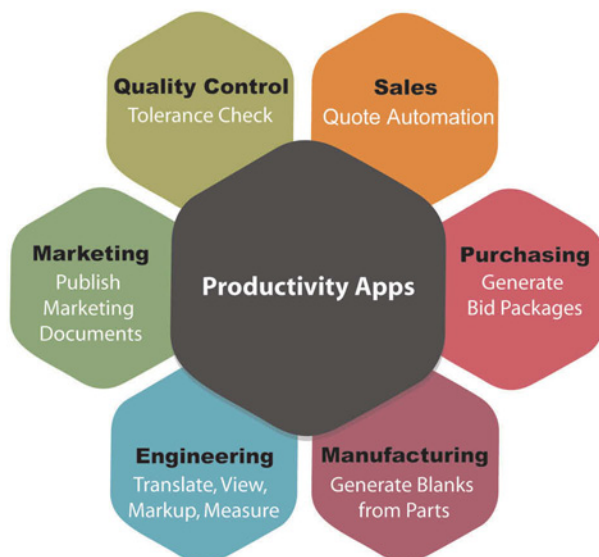 Quality Control
Tolerance Check
Sales
Quote Automation
Marketing
Publish
Marketing
Documents
Productivity Apps
Purchasing
Generate
Bid Packages
Engineering
Translate, View,
Markup, Measure
Manufacturing
Generate Blanks
from Parts